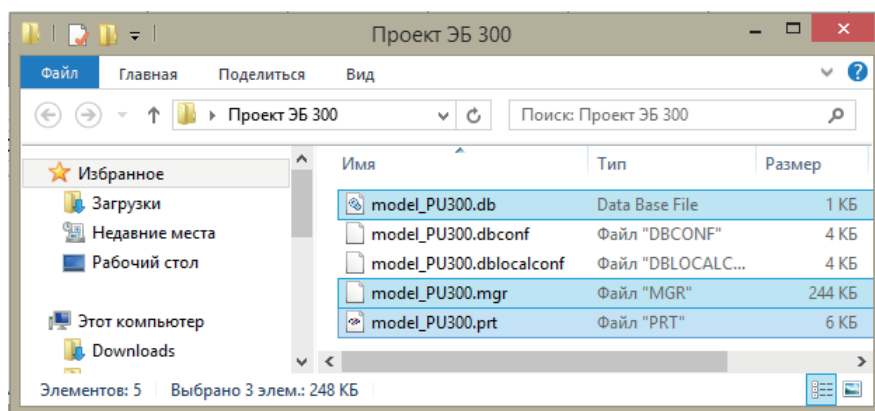 Проект ЭБ 300
Файл Главная Поделиться Вид
Проект ЭБ 300 Поиск: Проект ЭБ 300
Имя Тип Размер
Избранное
Загрузки
Недавние места
Рабочий стол
Этот компьютер
Downloads
model_PU300.db Data Base File 1 КБ
model_PU300.dbconf Файл "DBCONF" 4 КБ
model_PU300.dblocalconf Файл "DBLOCALC... 4 КБ
model_PU300.mgr Файл "MGR" 244 КБ
model_PU300.prt Файл "PRT" 6 КБ
Элементов: 5 Выбрано 3 элем.: 248 КБ